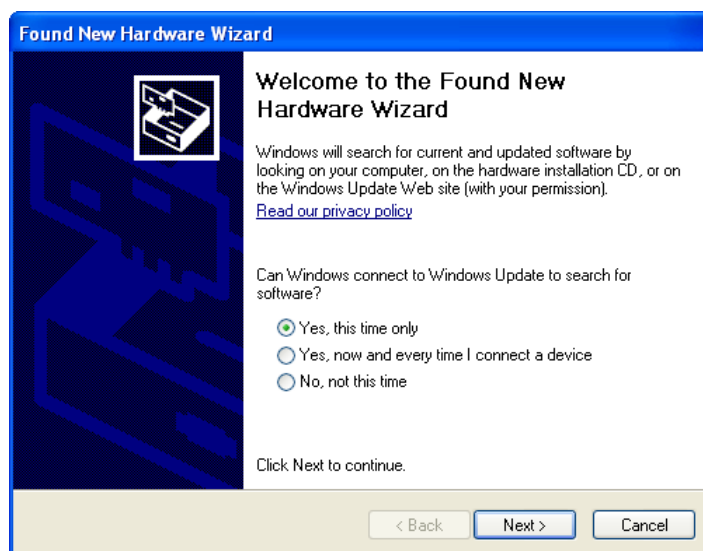 Found New Hardware Wizard
Welcome to the Found New
Hardware Wizard
Windows will search for current and updated software by
looking on your computer, on the hardware installation CD, or on
the Windows Update Web site (with your permission).
Read our privacy policy
Can Windows connect to Windows Update to search for
software?
Yes, this time only
Yes, now and every time I connect a device
No, not this time
Click Next to continue.
< Back Next > Cancel